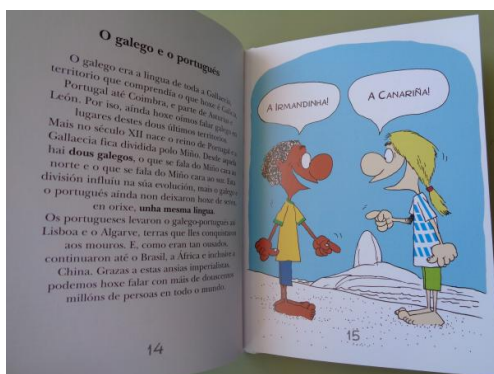 O galego e o portugués
O galego era a lingua de toda a Gallaecia,
territorio que comprendía o que hoxe é Galicia,
Portugal até Coimbra, e parte de Asturias e
León. Por iso, aínda hoxe oímos falar galego en
lugares destes dous últimos territorios.
Mais no século XII nace o reino de Portugal e a
Gallaecia fica dividida polo Miño. Desde aquela
hai dous galegos, o que se fala do Miño cara ao
norte e o que se fala do Miño cara ao sur. Esta
división influíu na súa evolución, mais o galego e
o portugués aínda non deixaron hoxe de seren,
en orixe, unha mesma lingua.
Os portugueses levaron o galego-portugués até
Lisboa e o Algarve, terras que lles conquistaron
aos mouros. E, como eran tan ousados,
continuaron até o Brasil, a África e incluso a
China. Grazas a estas ansias imperialistas,
podemos hoxe falar con máis de douscentos
millóns de persoas en todo o mundo.
14
A IRMANDINHA!
A CANARIÑA!
15